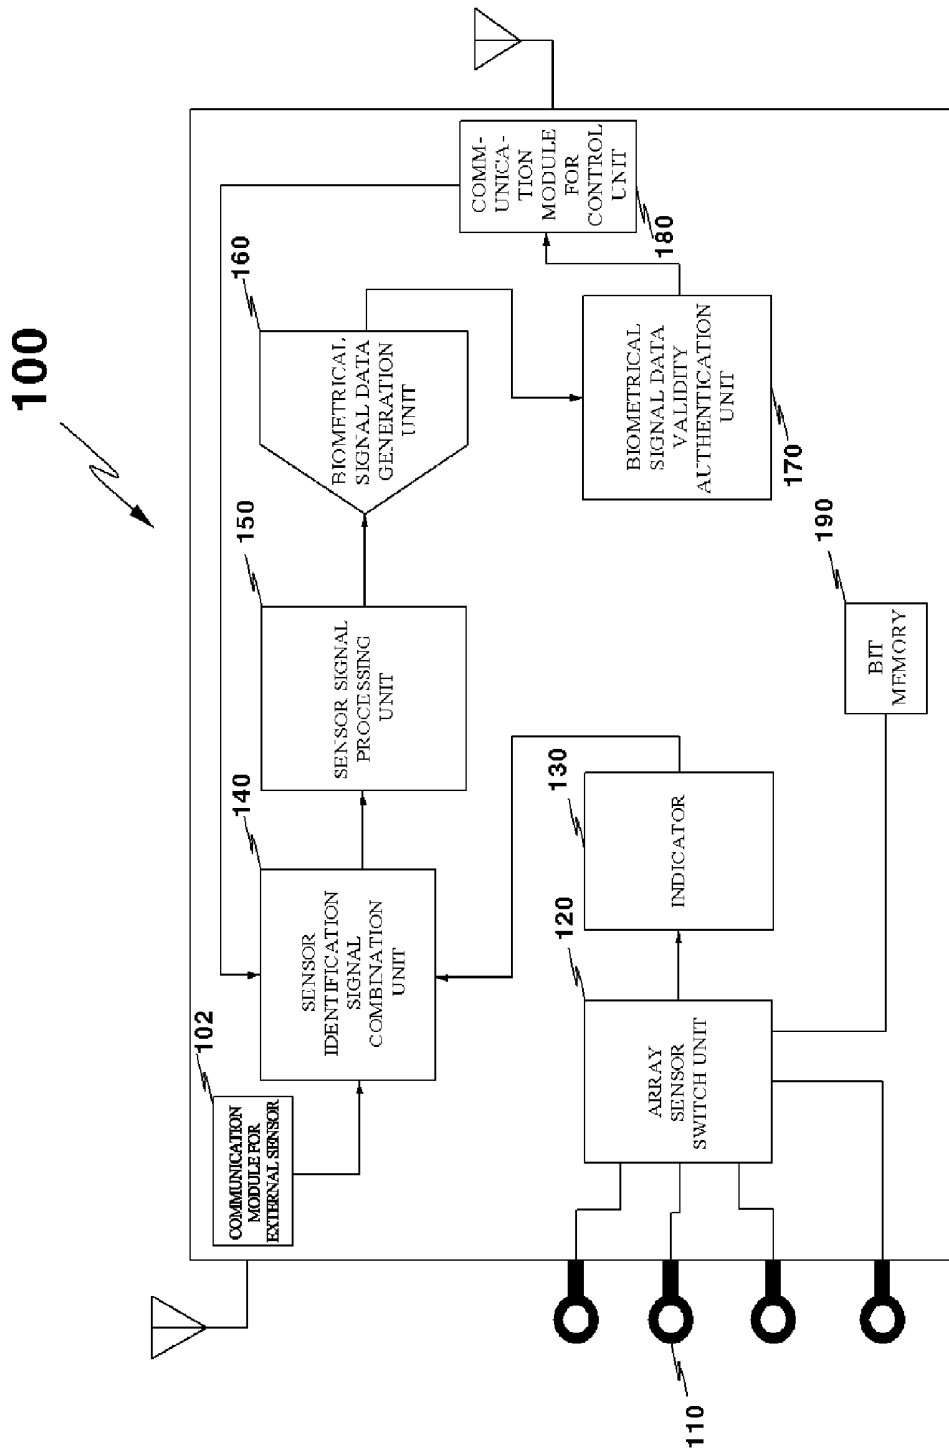 100
102
COMMUNICATION
MODULE FOR
EXTERNAL SENSOR
140
SENSOR
IDENTIFICATION
SIGNAL
COMBINATION
UNIT
150
SENSOR SIGNAL
PROCESSING
UNIT
160
BIOMETRICAL
SIGNAL DATA
GENERATION
UNIT
COMM-
UNICA-
TION
MODULE
FOR
CONTROL
UNIT
180
110
120
ARRAY
SENSOR
SWITCH UNIT
130
INDICATOR
BIOMETRICAL
SIGNAL DATA
VALIDITY
AUTHENTICATION
UNIT
170
190
BIT
MEMORY